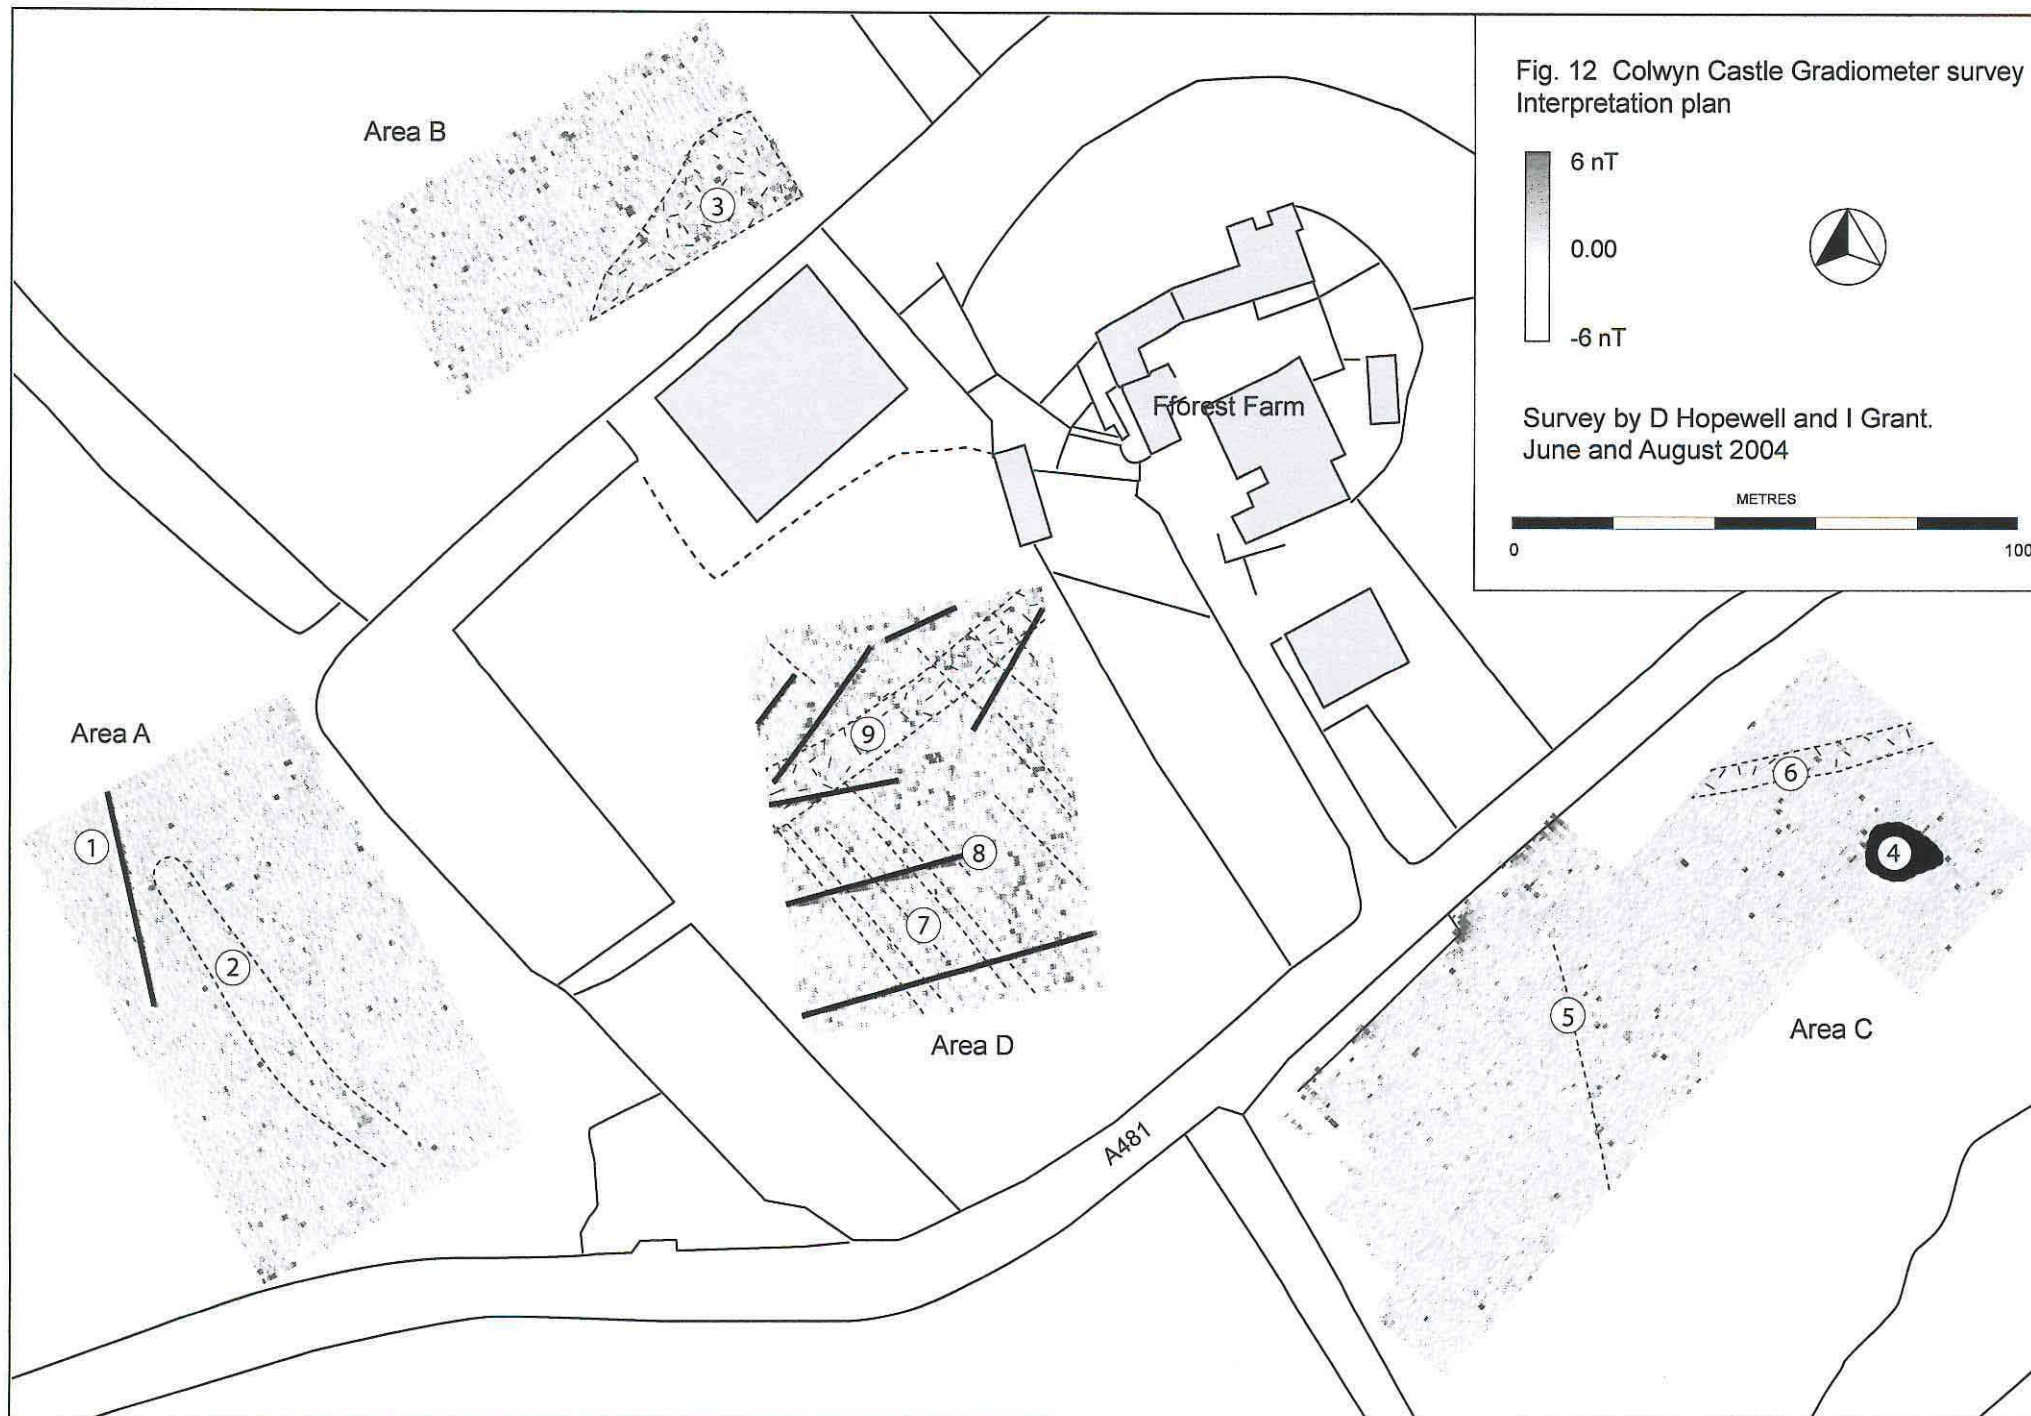 Fig. 12 Colwyn Castle Gradiometer survey
Interpretation plan
6 nT
0.00
-6 nT
Survey by D Hopewell and I Grant.
June and August 2004
METRES
0 100
Area B
3
Fforest Farm
Area A
1
2
9
8
7
Area D
6
4
5
Area C
A481